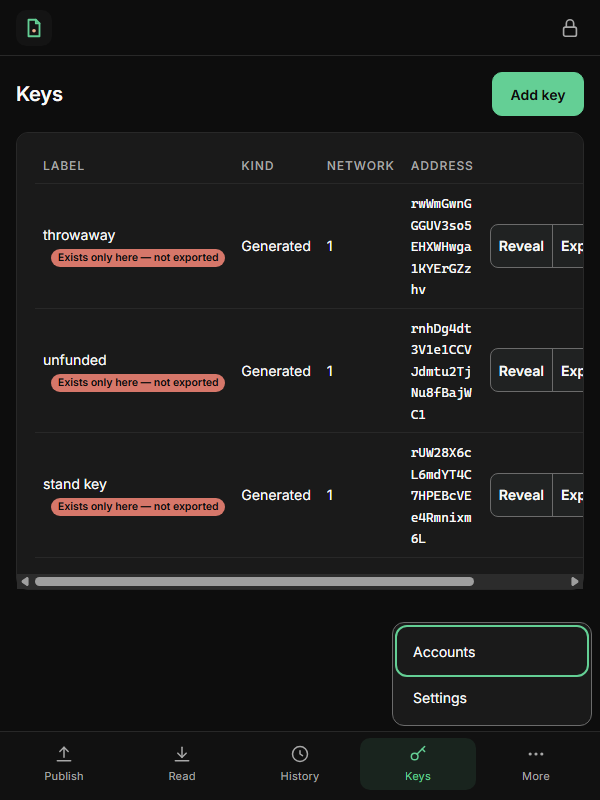 Keys
Add key
LABEL KIND NETWORK ADDRESS
throwaway
Exists only here — not exported
Generated 1
rwWmGwnG
GGUV3so5
EHXWHwga
1KYErGZz
hv
Reveal Exp
unfunded
Exists only here — not exported
Generated 1
rnhDg4dt
3V1e1CCV
Jdmtu2Tj
Nu8fBajW
C1
Reveal Exp
stand key
Exists only here — not exported
Generated 1
rUW28X6c
L6mdYT4C
7HPEBcVE
e4Rmnixm
6L
Reveal Exp
Accounts
Settings
Publish Read History Keys More